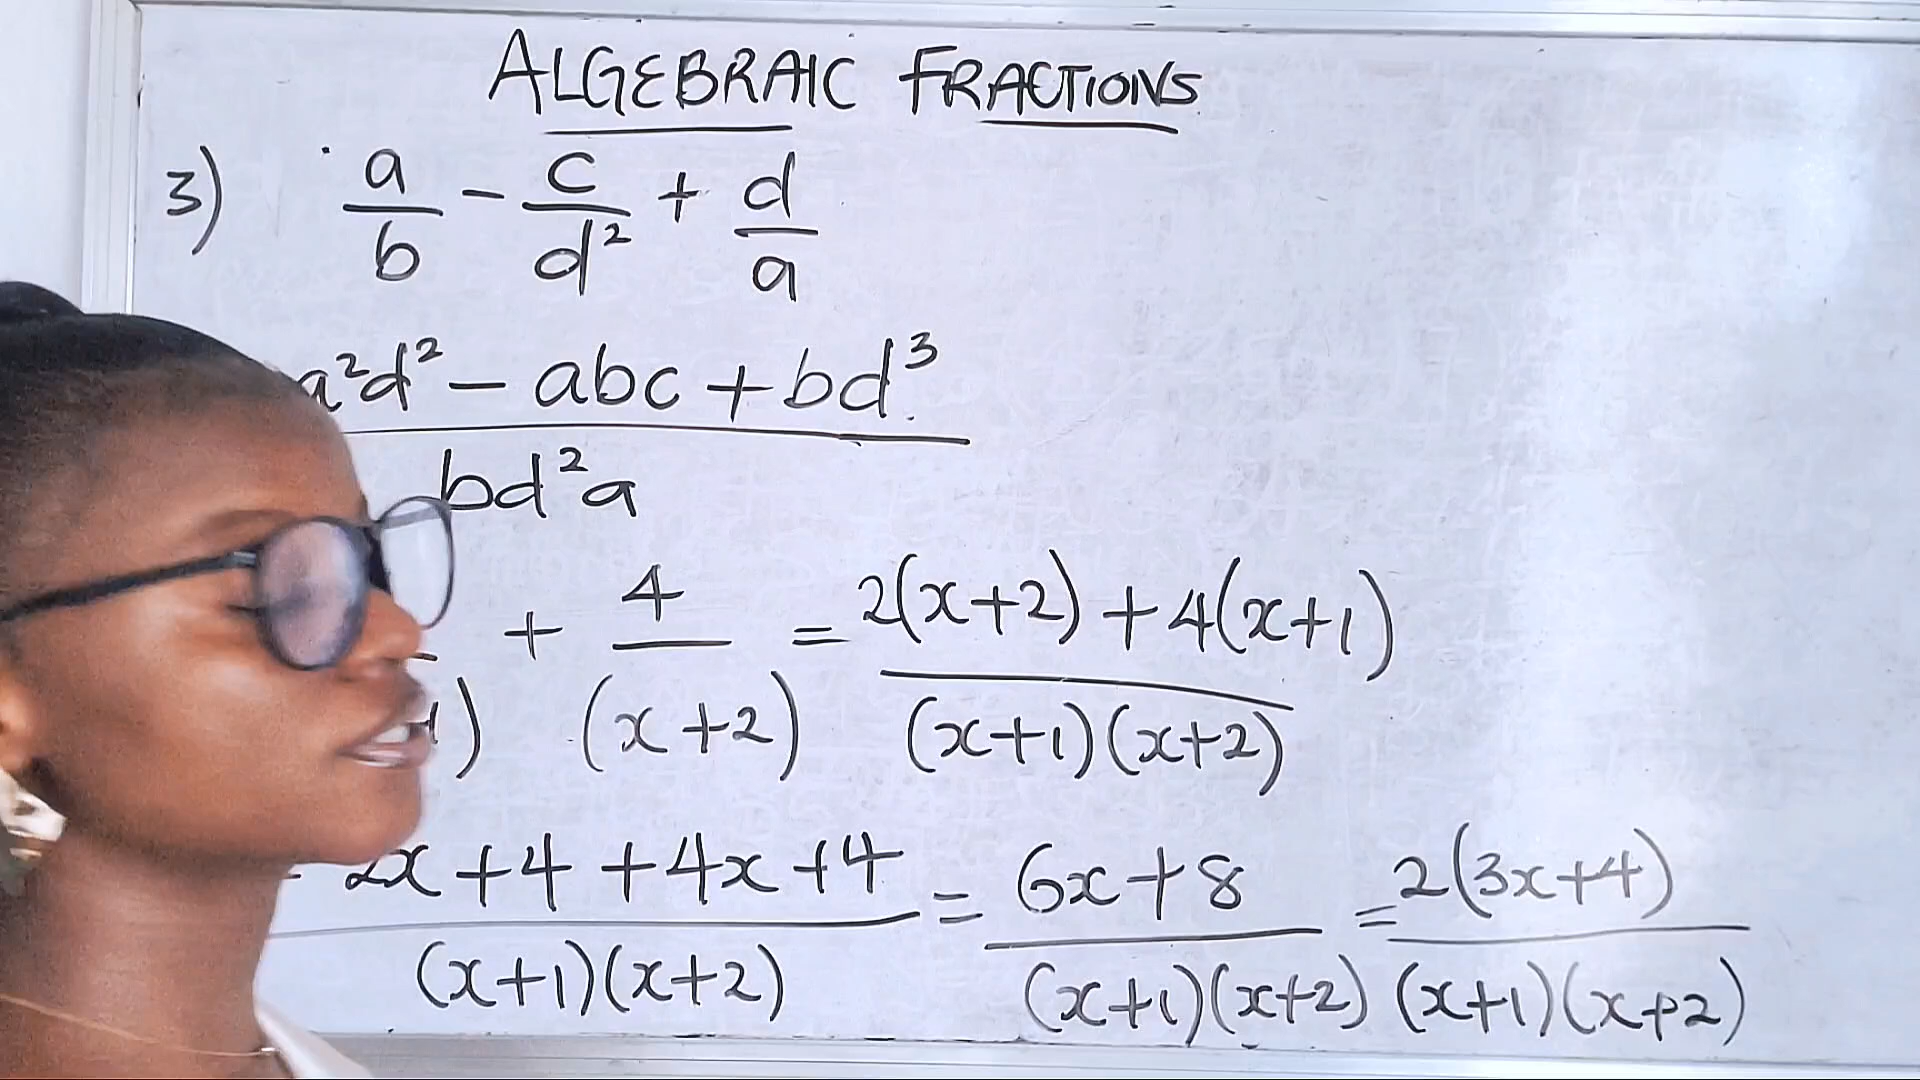 ALGEBRAIC FRACTIONS
3) a/b - c/d² + d/a
a²d² - abc + bd³
bd²a
+ 4/(x+2) = 2(x+2) + 4(x+1)/(x+1)(x+2)
2x + 4 + 4x + 4/(x+1)(x+2) = 6x + 8/(x+1)(x+2) = 2(3x+4)/(x+1)(x+2)